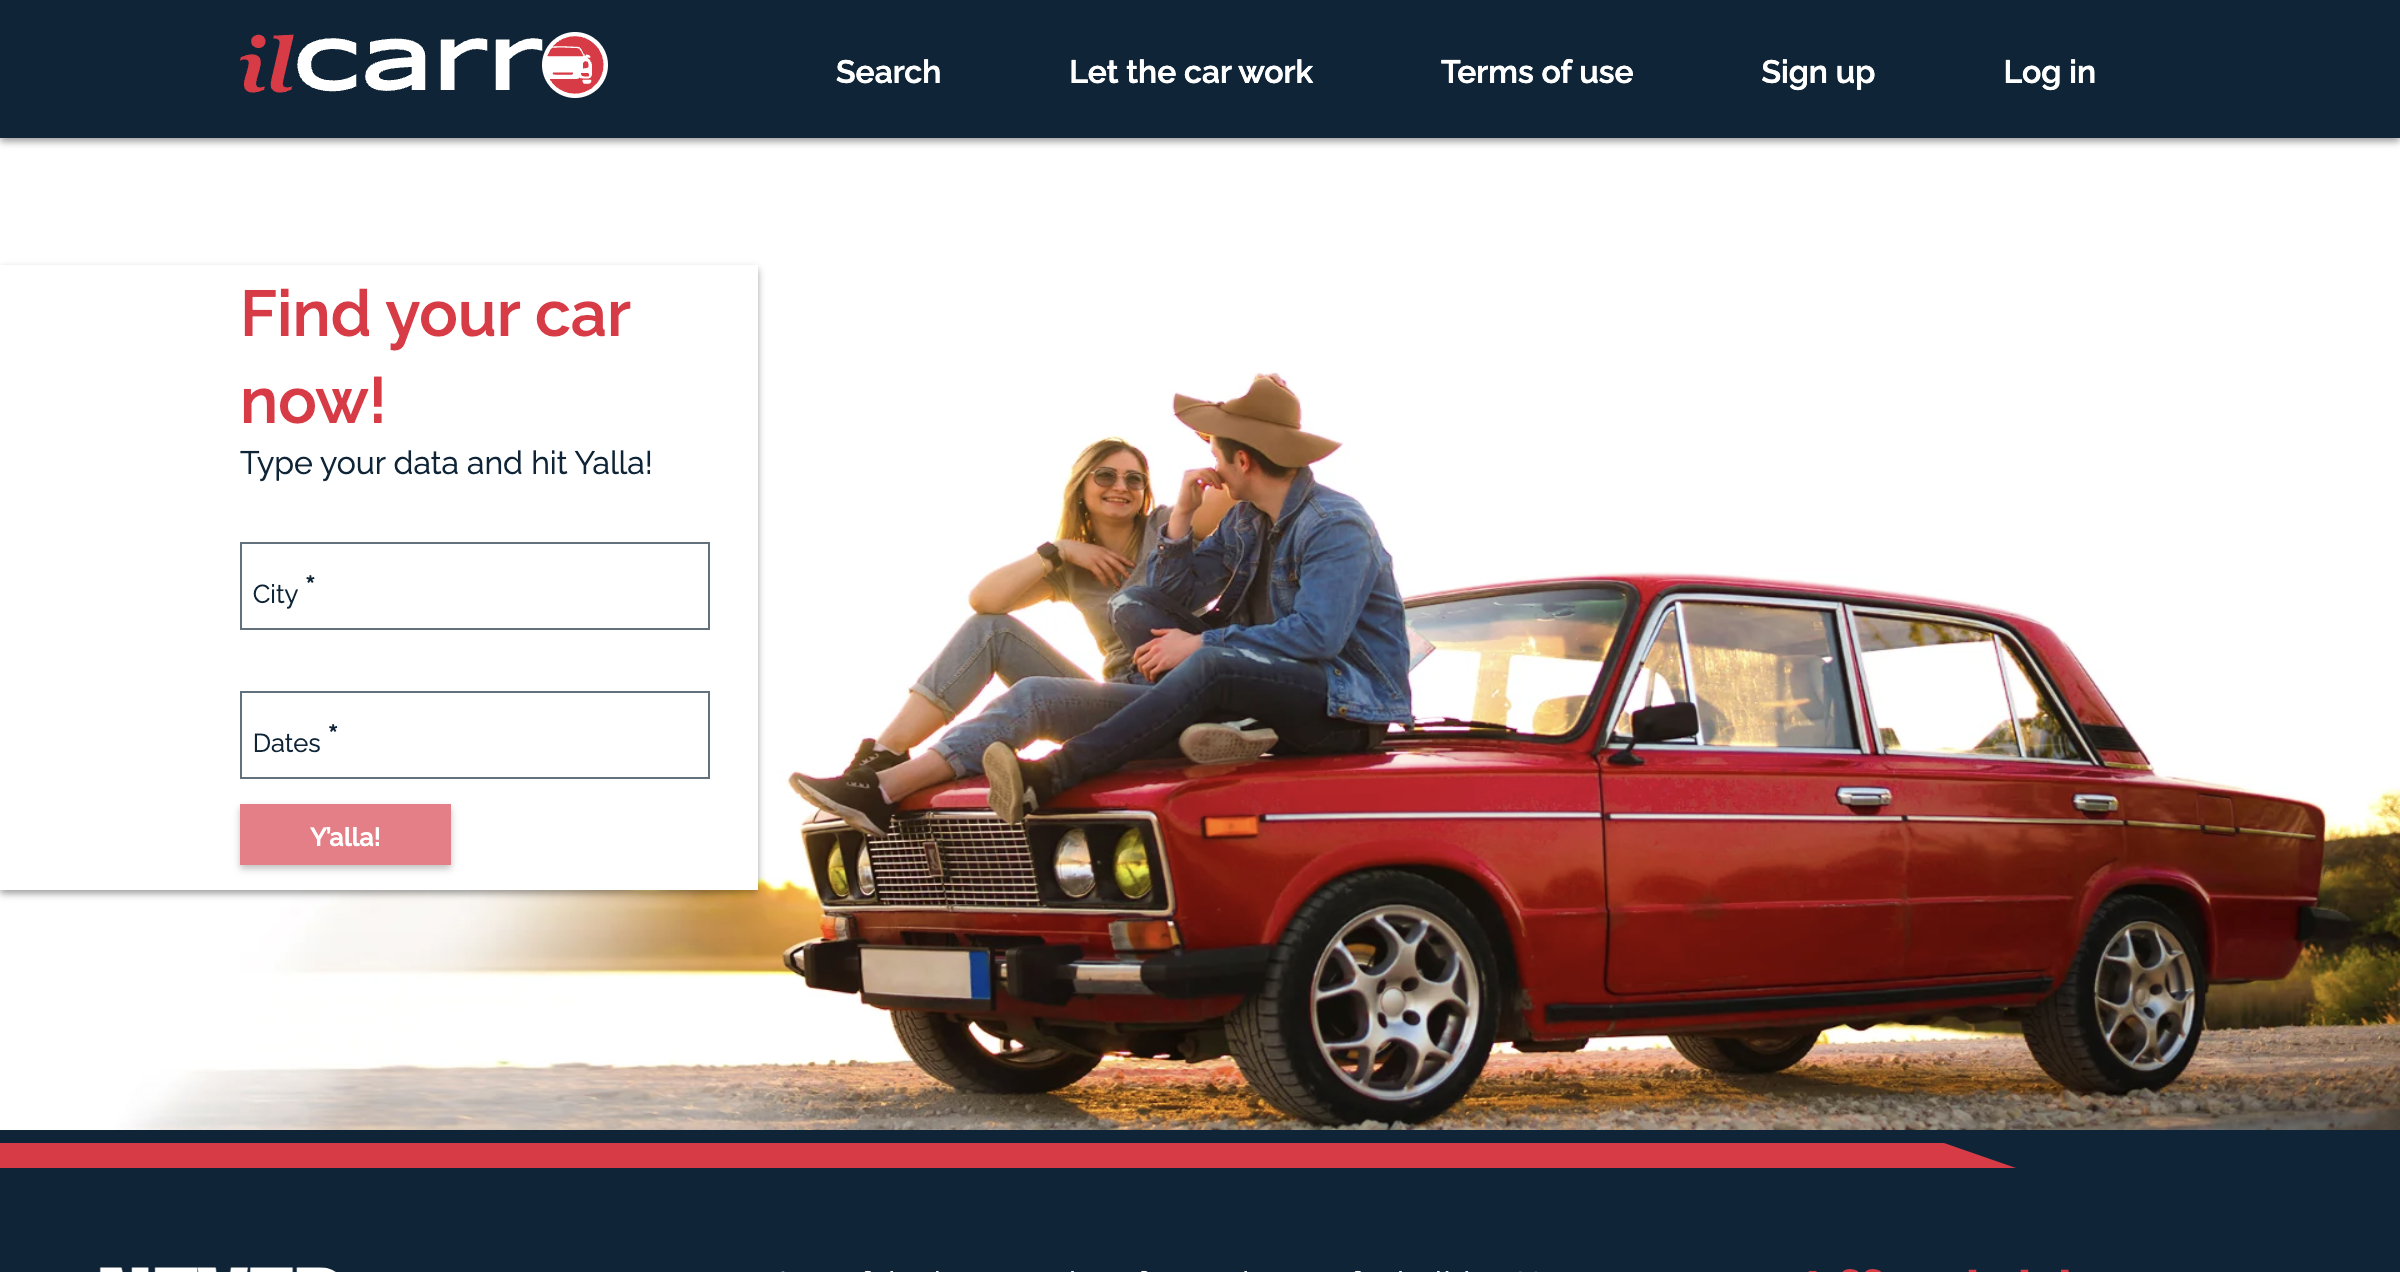 ilcarro
Search
Let the car work
Terms of use
Sign up
Log in
Find your car
now!
Type your data and hit Yalla!
City *
Dates *
Y'alla!